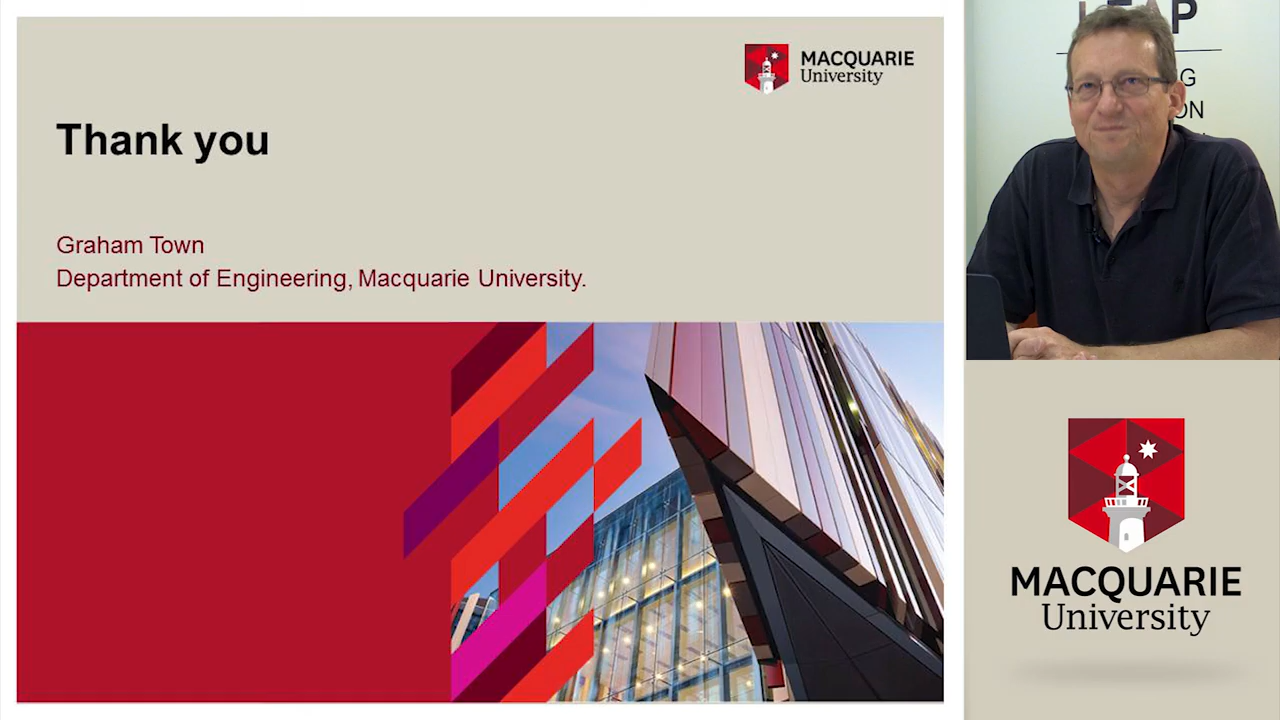 MACQUARIE
University
Thank you
Graham Town
Department of Engineering, Macquarie University.
MACQUARIE
University